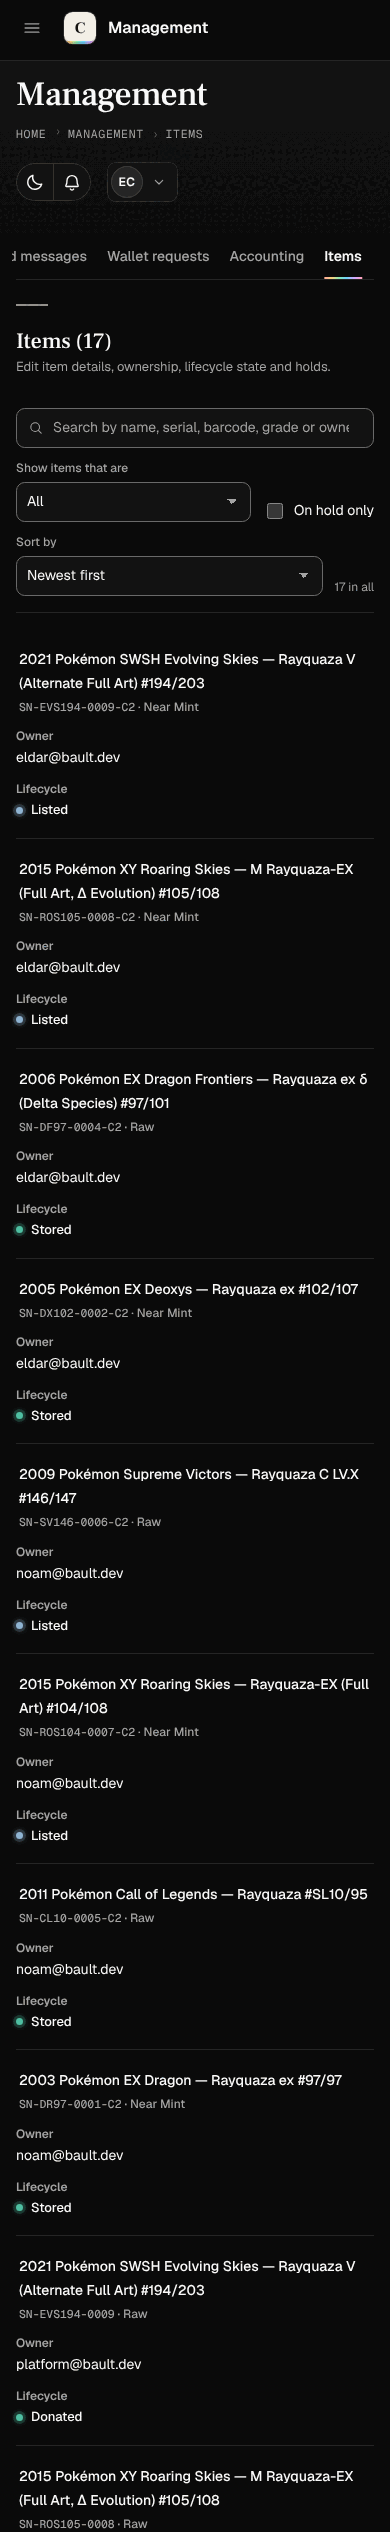 C Management
Management
HOME › MANAGEMENT › ITEMS
EC
d messages Wallet requests Accounting Items
Items (17)
Edit item details, ownership, lifecycle state and holds.
Search by name, serial, barcode, grade or owne
Show items that are
All
On hold only
Sort by
Newest first
17 in all
2021 Pokémon SWSH Evolving Skies — Rayquaza V
(Alternate Full Art) #194/203
SN-EVS194-0009-C2 · Near Mint
Owner
eldar@bault.dev
Lifecycle
Listed
2015 Pokémon XY Roaring Skies — M Rayquaza-EX
(Full Art, Δ Evolution) #105/108
SN-ROS105-0008-C2 · Near Mint
Owner
eldar@bault.dev
Lifecycle
Listed
2006 Pokémon EX Dragon Frontiers — Rayquaza ex δ
(Delta Species) #97/101
SN-DF97-0004-C2 · Raw
Owner
eldar@bault.dev
Lifecycle
Stored
2005 Pokémon EX Deoxys — Rayquaza ex #102/107
SN-DX102-0002-C2 · Near Mint
Owner
eldar@bault.dev
Lifecycle
Stored
2009 Pokémon Supreme Victors — Rayquaza C LV.X
#146/147
SN-SV146-0006-C2 · Raw
Owner
noam@bault.dev
Lifecycle
Listed
2015 Pokémon XY Roaring Skies — Rayquaza-EX (Full
Art) #104/108
SN-ROS104-0007-C2 · Near Mint
Owner
noam@bault.dev
Lifecycle
Listed
2011 Pokémon Call of Legends — Rayquaza #SL10/95
SN-CL10-0005-C2 · Raw
Owner
noam@bault.dev
Lifecycle
Stored
2003 Pokémon EX Dragon — Rayquaza ex #97/97
SN-DR97-0001-C2 · Near Mint
Owner
noam@bault.dev
Lifecycle
Stored
2021 Pokémon SWSH Evolving Skies — Rayquaza V
(Alternate Full Art) #194/203
SN-EVS194-0009 · Raw
Owner
platform@bault.dev
Lifecycle
Donated
2015 Pokémon XY Roaring Skies — M Rayquaza-EX
(Full Art, Δ Evolution) #105/108
SN-ROS105-0008 · Raw